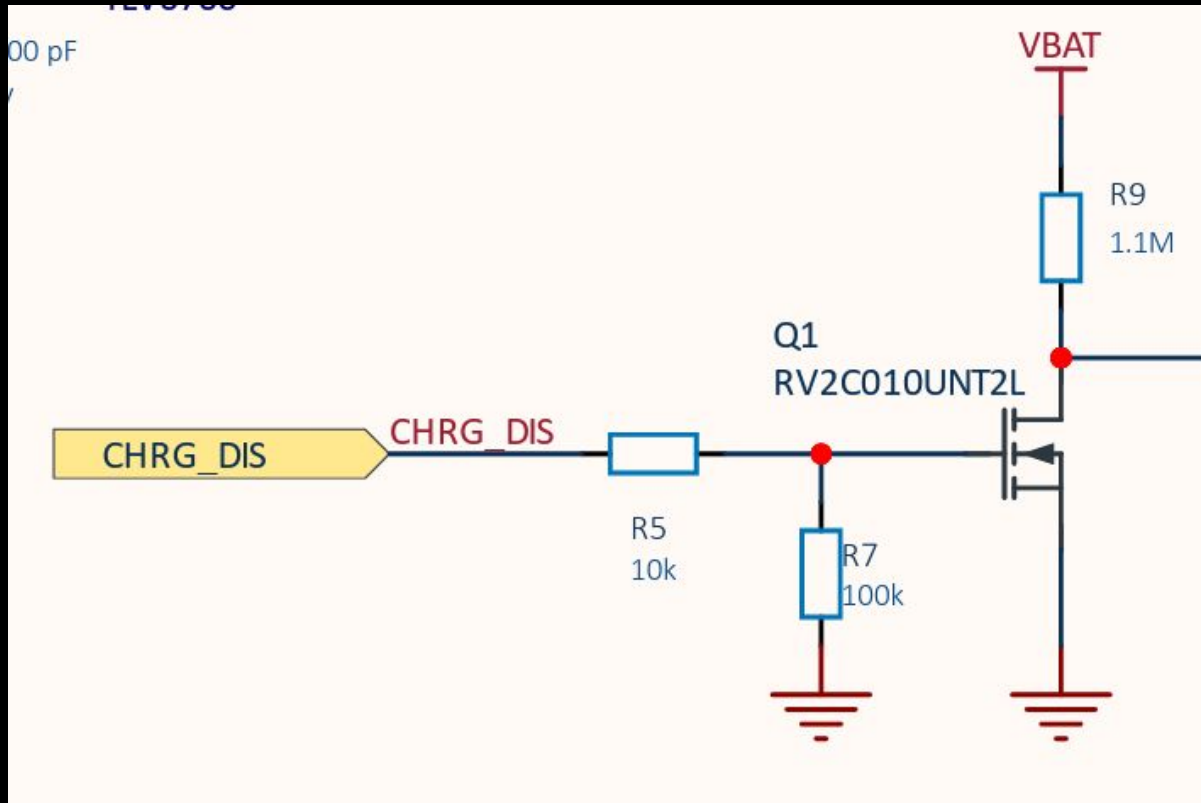 00 pF
VBAT
R9
1.1M
Q1
RV2C010UNT2L
CHRG_DIS
CHRG_DIS
R5
10k
R7
100k